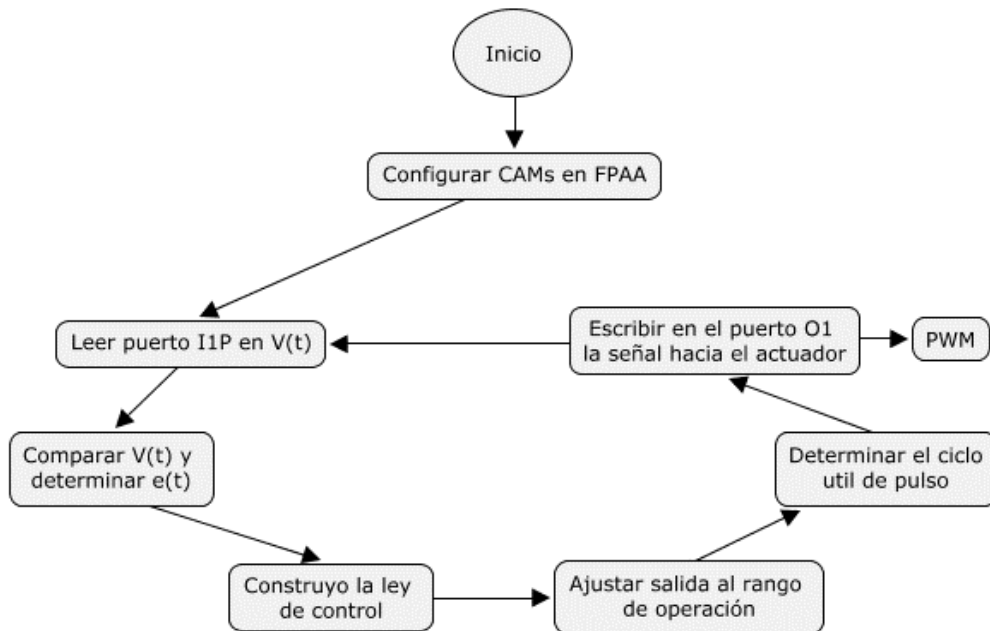 Inicio
Configurar CAMs en FPAA
Leer puerto I1P en V(t)
Escribir en el puerto O1
la señal hacia el actuador
PWM
Comparar V(t) y
determinar e(t)
Determinar el ciclo
util de pulso
Construyo la ley
de control
Ajustar salida al rango
de operación